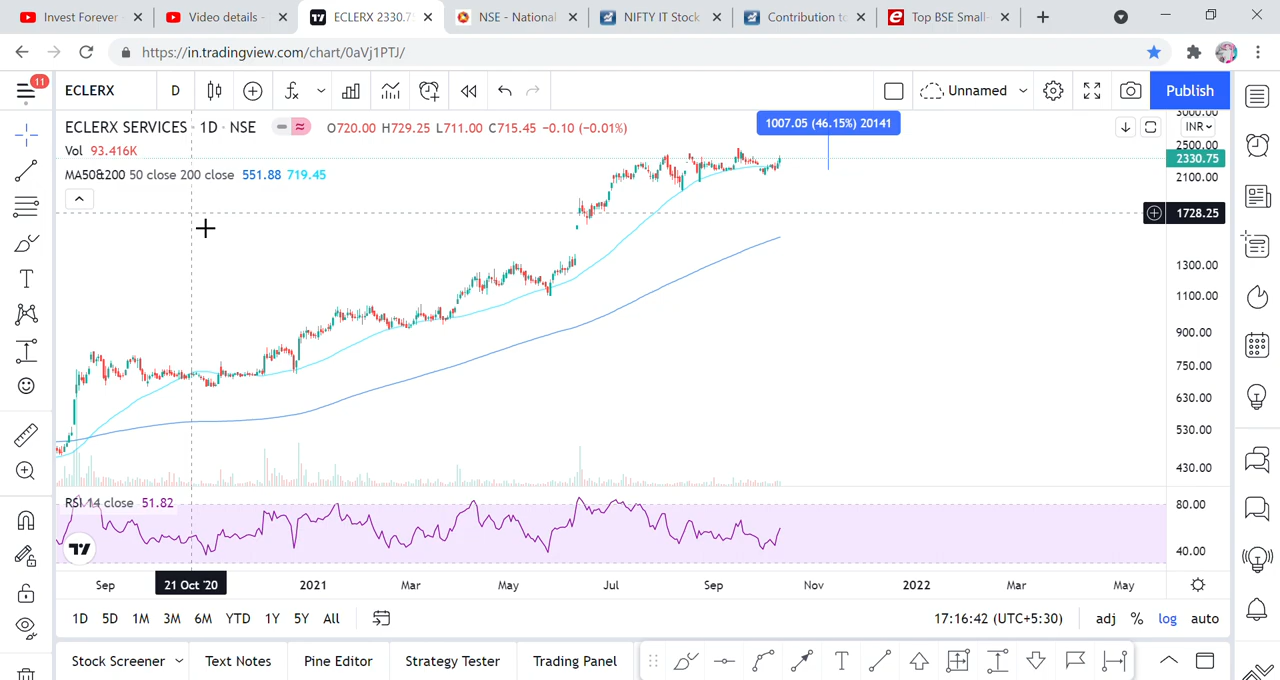 Invest Forever
Video details -
ECLERX 2330.7
NSE - National
NIFTY IT Stock
Contribution to
Top BSE Small-
https://in.tradingview.com/chart/0aVj1PTJ/
11
ECLERX
D
Unnamed
Publish
ECLERX SERVICES · 1D · NSE
O720.00 H729.25 L711.00 C715.45 -0.10 (-0.01%)
1007.05 (46.15%) 20141
INR
Vol 93.416K
MA50&200 50 close 200 close 551.88 719.45
3000.00
2500.00
2330.75
2100.00
1728.25
1300.00
1100.00
900.00
750.00
630.00
530.00
430.00
RSI 14 close 51.82
80.00
40.00
Sep
21 Oct '20
2021
Mar
May
Jul
Sep
Nov
2022
Mar
May
1D 5D 1M 3M 6M YTD 1Y 5Y All
17:16:42 (UTC+5:30)
adj % log auto
Stock Screener
Text Notes
Pine Editor
Strategy Tester
Trading Panel